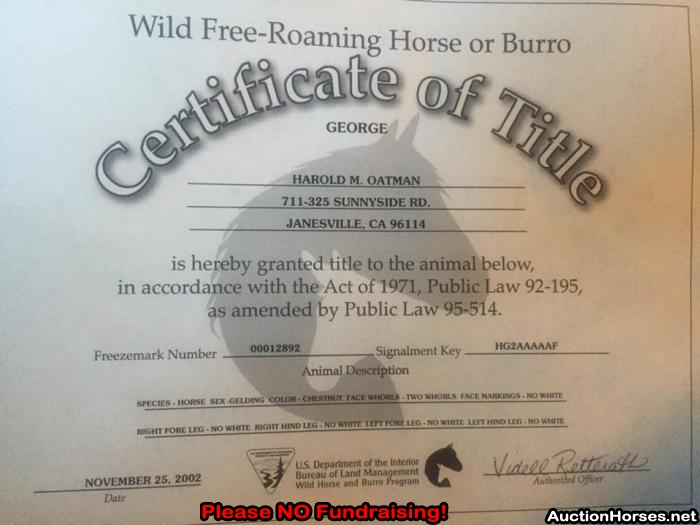 Wild Free-Roaming Horse or Burro
Certificate of Title
GEORGE
HAROLD M. OATMAN
711-325 SUNNYSIDE RD.
JANESVILLE, CA 96114
is hereby granted title to the animal below,
in accordance with the Act of 1971, Public Law 92-195,
as amended by Public Law 95-514.
Freezemark Number 00012892 Signalment Key HG2AAAAAF
Animal Description
SPECIES - HORSE SEX -GELDING COLOR - CHESTNUT FACE WHORLS - TWO WHORLS FACE MARKINGS - NO WHITE
RIGHT FORE LEG - NO WHITE RIGHT HIND LEG - NO WHITE LEFT FORE LEG - NO WHITE LEFT HIND LEG - NO WHITE
U.S. Department of the Interior
Bureau of Land Management
Wild Horse and Burro Program
NOVEMBER 25, 2002
Date
Videll Retterath
Authorized Officer
Please NO Fundraising!
AuctionHorses.net